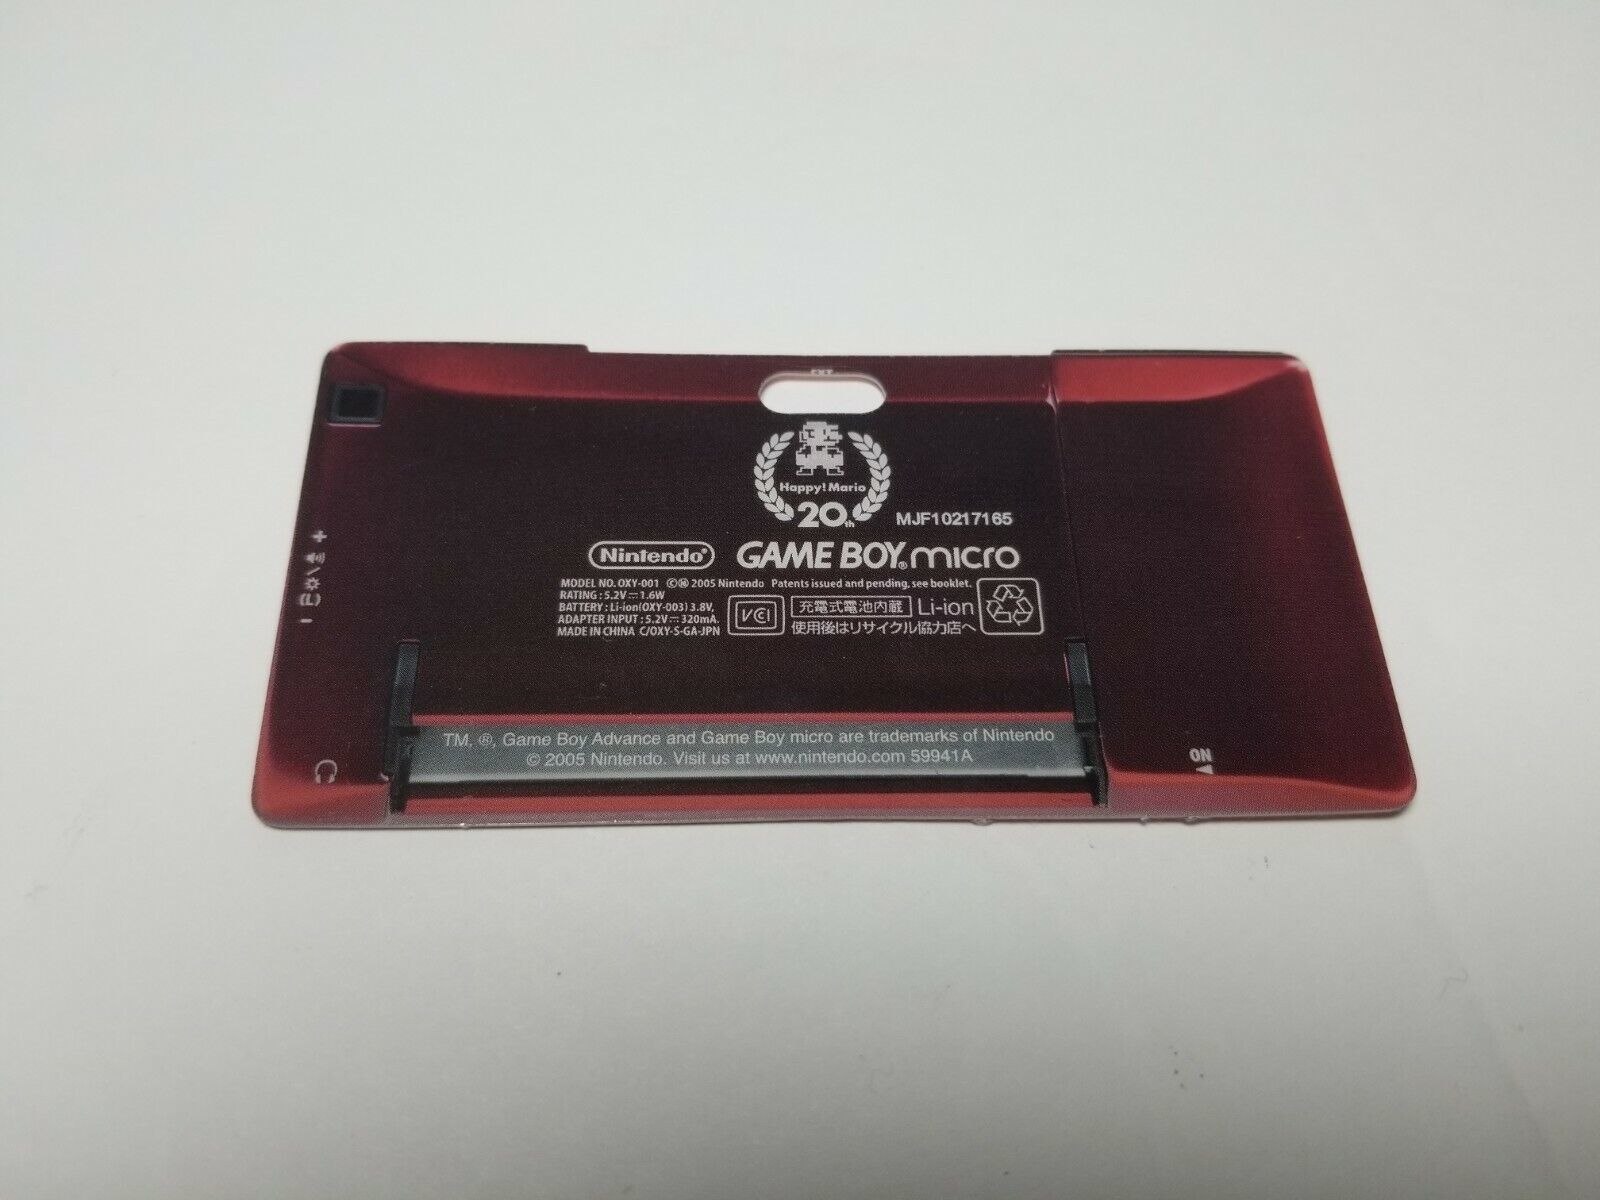 EXT
Happy! Mario
20th
MJF10217165
Nintendo® GAME BOY® micro
MODEL NO. OXY-001 ©Ⓜ 2005 Nintendo Patents issued and pending, see booklet.
RATING : 5.2V⎓1.6W
BATTERY : Li-ion(OXY-003) 3.8V,
ADAPTER INPUT : 5.2V⎓320mA.
MADE IN CHINA C/OXY-S-GA-JPN
VCI
充電式電池内蔵 Li-ion
使用後はリサイクル協力店へ
TM, ®, Game Boy Advance and Game Boy micro are trademarks of Nintendo
© 2005 Nintendo. Visit us at www.nintendo.com 59941A
ON